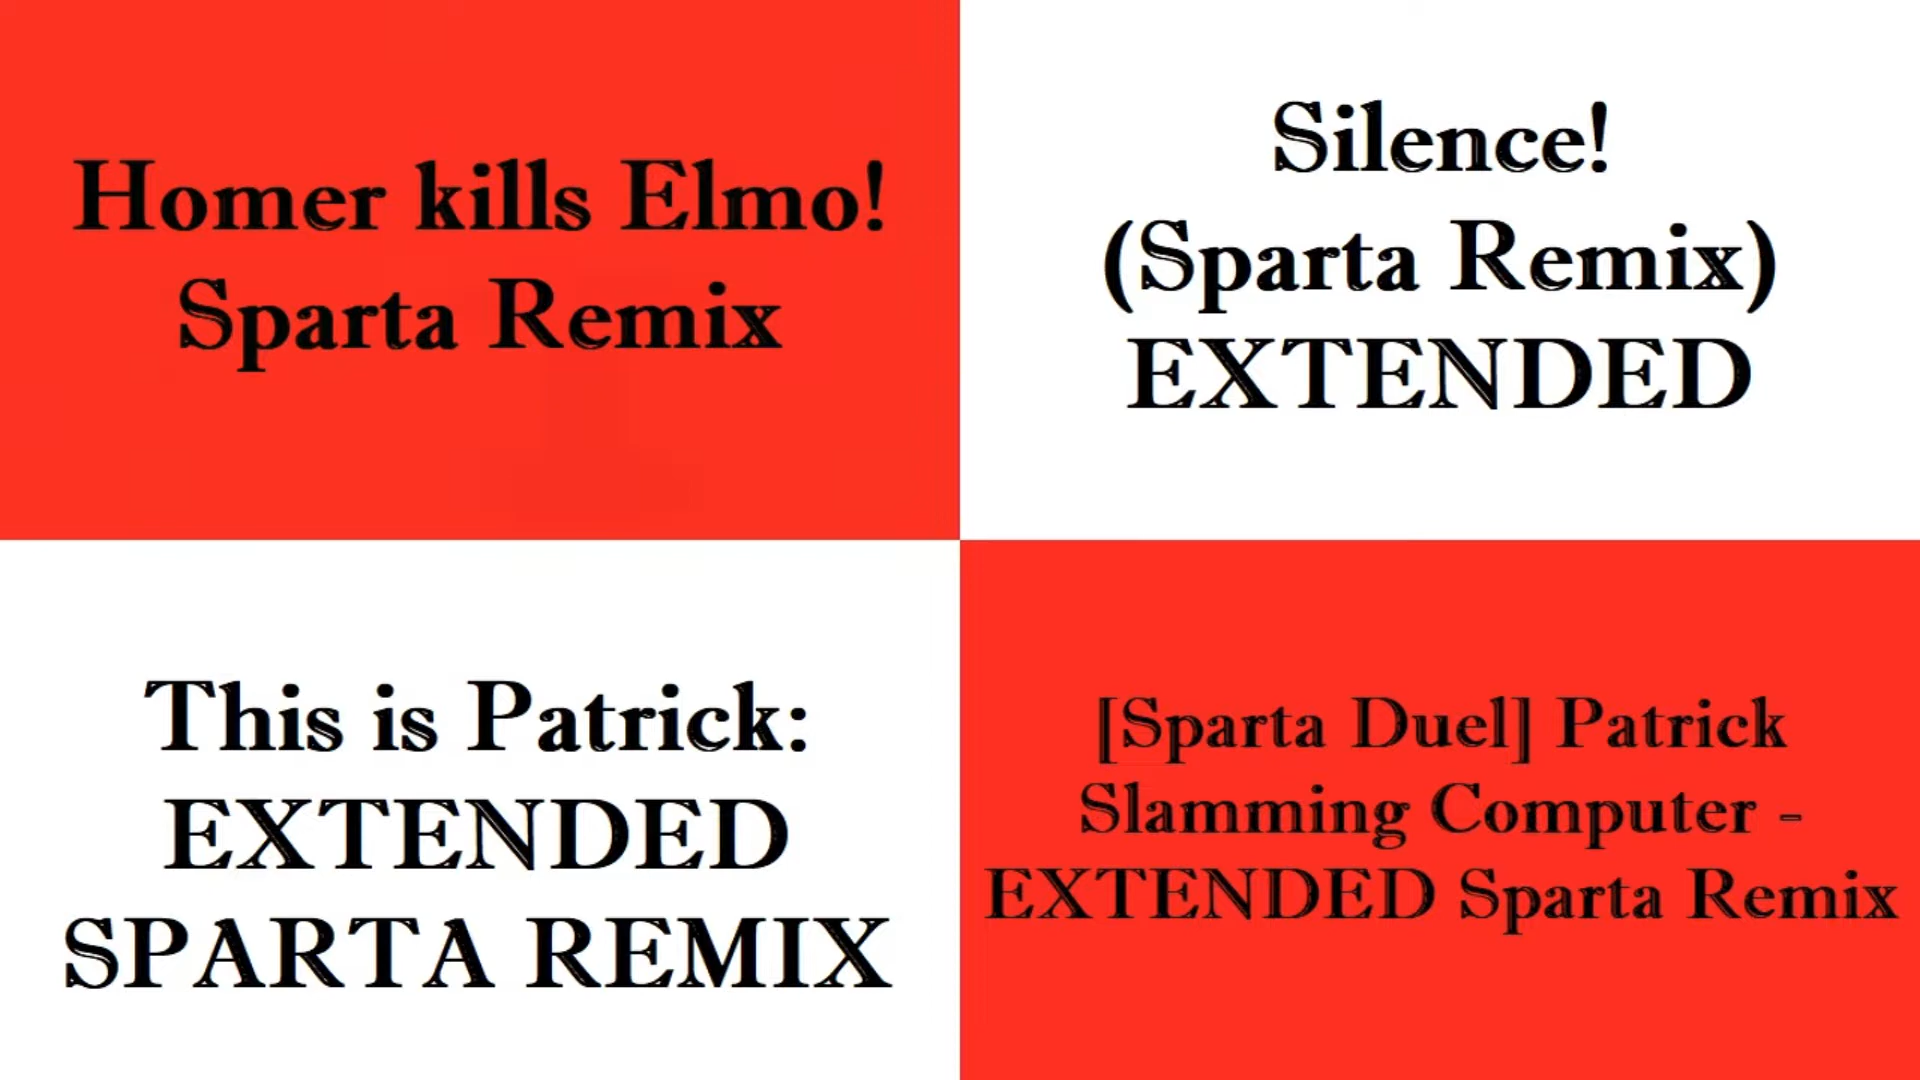 Homer kills Elmo!
Sparta Remix
Silence!
(Sparta Remix)
EXTENDED
This is Patrick:
EXTENDED
SPARTA REMIX
[Sparta Duel] Patrick
Slamming Computer -
EXTENDED Sparta Remix